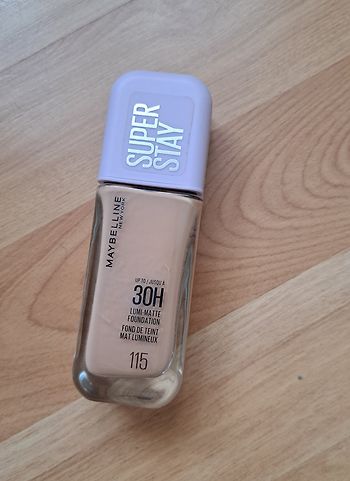 SUPER
STAY
MAYBELLINE
NEW YORK
UP TO / JUSQU'À
30H
LUMI-MATTE
FOUNDATION
FOND DE TEINT
MAT LUMINEUX
115